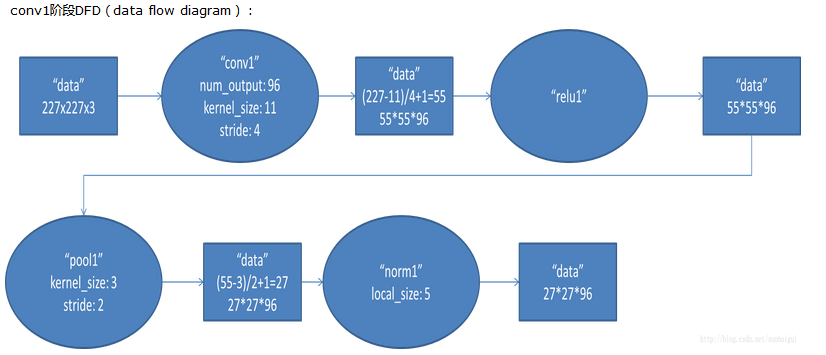 conv1阶段DFD（data flow diagram）：
“data”
227x227x3
“conv1”
num_output: 96
kernel_size: 11
stride: 4
“data”
(227-11)/4+1=55
55*55*96
“relu1”
“data”
55*55*96
“pool1”
kernel_size: 3
stride: 2
“data”
(55-3)/2+1=27
27*27*96
“norm1”
local_size: 5
“data”
27*27*96